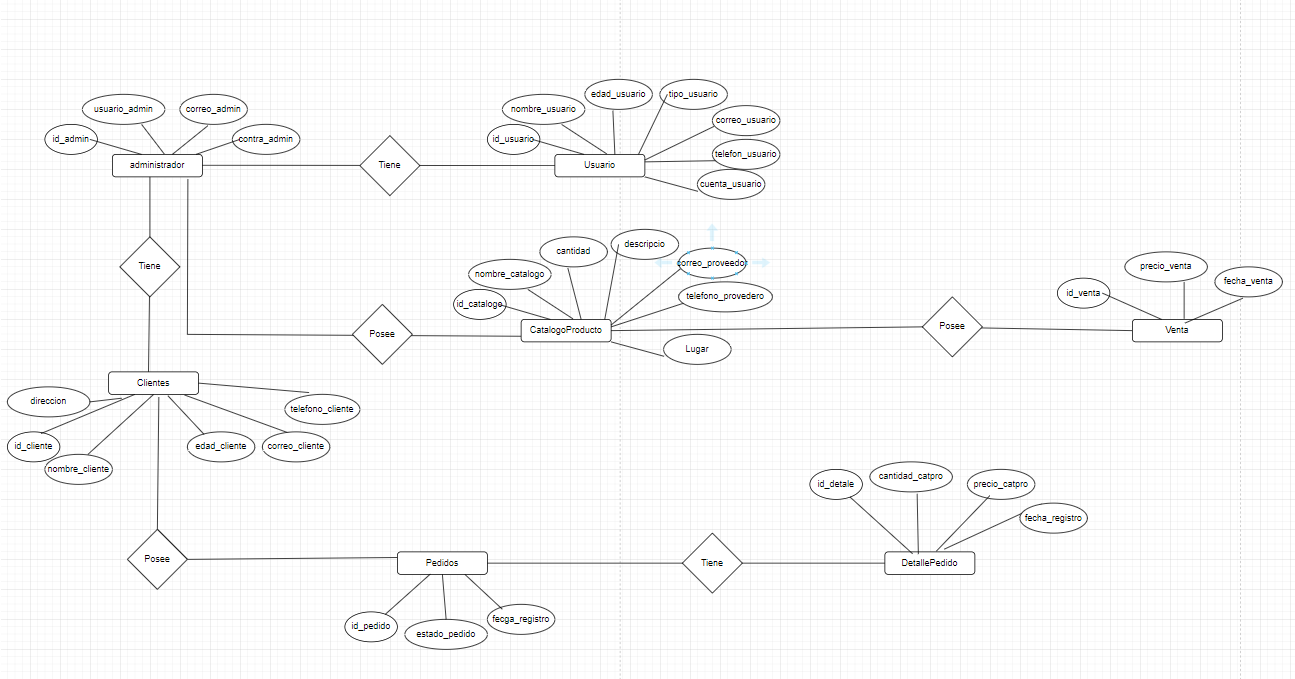 usuario_admin
correo_admin
id_admin
contra_admin
administrador
Tiene
nombre_usuario
edad_usuario
tipo_usuario
id_usuario
correo_usuario
telefon_usuario
cuenta_usuario
Usuario
Tiene
nombre_catalogo
cantidad
descripcio
correo_proveedor
id_catalogo
telefono_provedero
Posee
CatalogoProducto
Lugar
Posee
id_venta
precio_venta
fecha_venta
Venta
Clientes
direccion
telefono_cliente
id_cliente
nombre_cliente
edad_cliente
correo_cliente
Posee
Pedidos
id_pedido
estado_pedido
fecga_registro
Tiene
id_detale
cantidad_catpro
precio_catpro
fecha_registro
DetallePedido